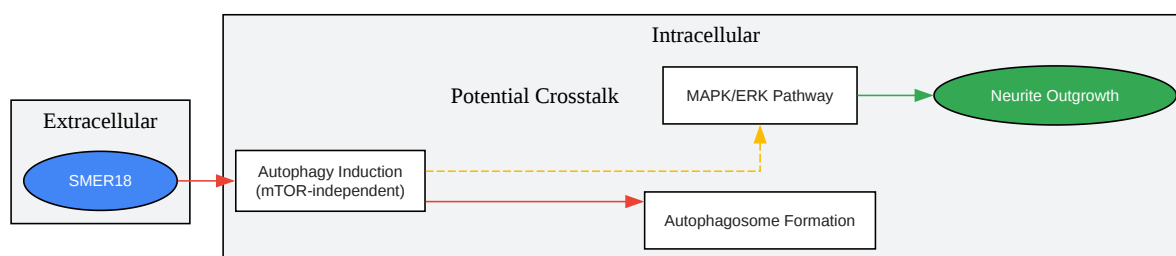 Intracellular
Potential Crosstalk
MAPK/ERK Pathway
Neurite Outgrowth
Extracellular
SMER18
Autophagy Induction
(mTOR-independent)
Autophagosome Formation